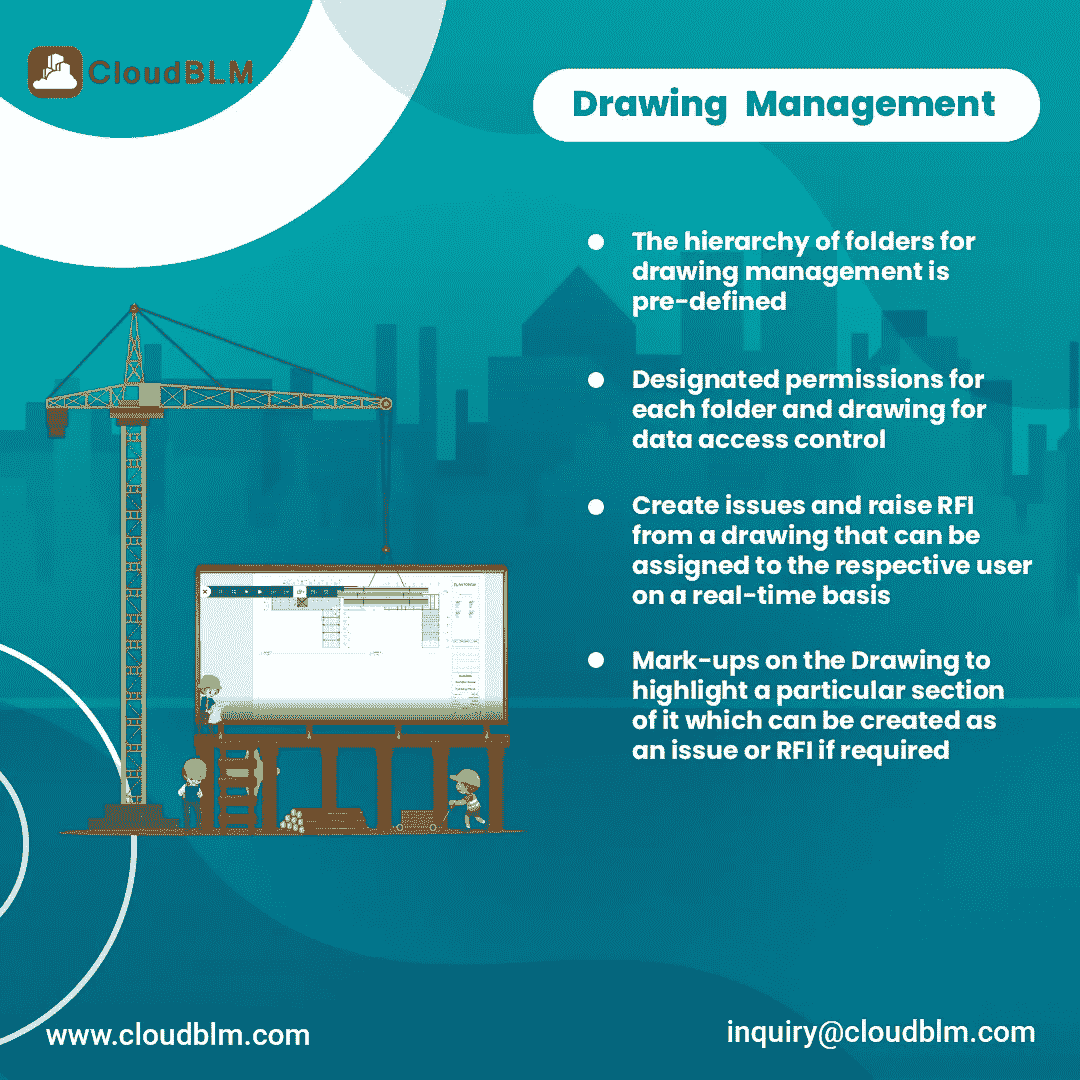 CloudBLM
Drawing Management
The hierarchy of folders for
drawing management is
pre-defined
Designated permissions for
each folder and drawing for
data access control
Create issues and raise RFI
from a drawing that can be
assigned to the respective user
on a real-time basis
Mark-ups on the Drawing to
highlight a particular section
of it which can be created as
an issue or RFI if required
www.cloudblm.com
inquiry@cloudblm.com